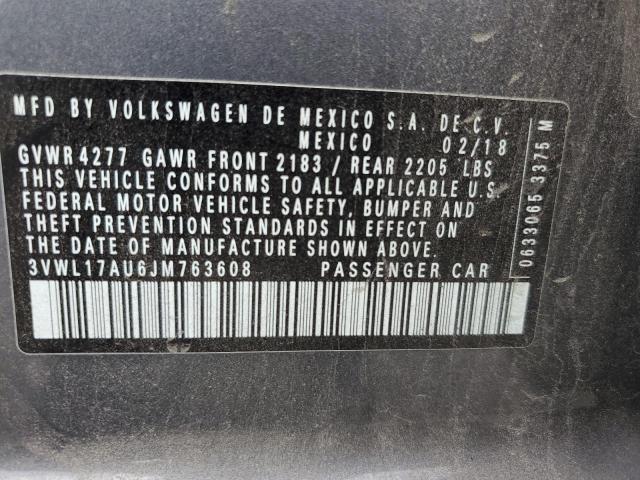 MFD BY VOLKSWAGEN DE MEXICO S.A. DE C.V.
MEXICO 02/18
GVWR 4277 GAWR FRONT 2183 / REAR 2205 LBS
THIS VEHICLE CONFORMS TO ALL APPLICABLE U.S.
FEDERAL MOTOR VEHICLE SAFETY, BUMPER AND
THEFT PREVENTION STANDARDS IN EFFECT ON
THE DATE OF MANUFACTURE SHOWN ABOVE.
3VWL17AU6JM763608 PASSENGER CAR
0633065 3375 M